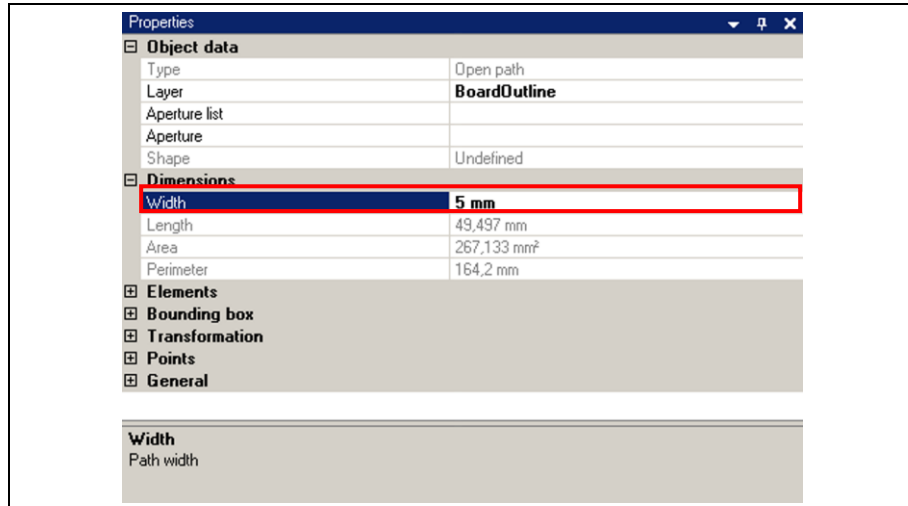 Properties
Object data
Type Open path
Layer BoardOutline
Aperture list
Aperture
Shape Undefined
Dimensions
Width 5 mm
Length 49,497 mm
Area 267,133 mm²
Perimeter 164,2 mm
Elements
Bounding box
Transformation
Points
General
Width
Path width